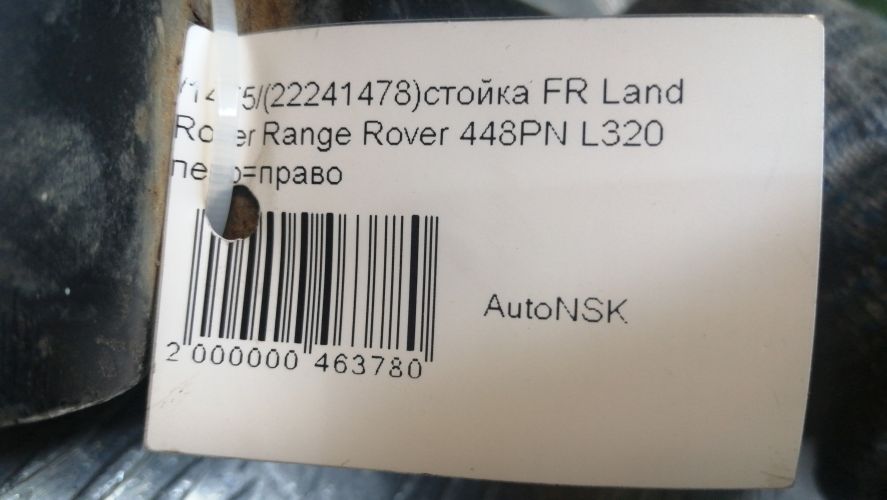 /(22241478)стойка FR Land
Range Rover 448PN L320
право
AutoNSK
2 000000 463780